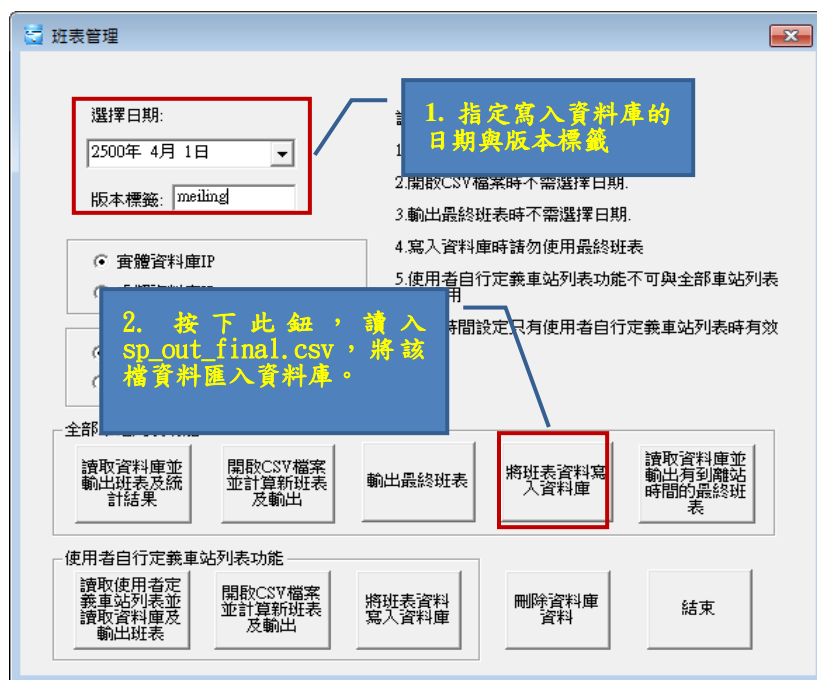 班表管理
選擇日期:
2500年 4月 1日
版本標籤: meiling
1. 指定寫入資料庫的
日期與版本標籤
2.開啟CSV檔案時不需選擇日期.
3.輸出最終班表時不需選擇日期.
4.寫入資料庫時請勿使用最終班表
5.使用者自行定義車站列表功能不可與全部車站列表
用
時間設定只有使用者自行定義車站列表時有效
實體資料庫IP
2. 按下此鈕，讀入
sp_out_final.csv，將該
檔資料匯入資料庫。
全部
讀取資料庫並
輸出班表及統
計結果
開啟CSV檔案
並計算新班表
及輸出
輸出最終班表
將班表資料寫
入資料庫
讀取資料庫並
輸出有到離站
時間的最終班
表
使用者自行定義車站列表功能
讀取使用者定
義車站列表並
讀取資料庫及
輸出班表
開啟CSV檔案
並計算新班表
及輸出
將班表資料
寫入資料庫
刪除資料庫
資料
結束